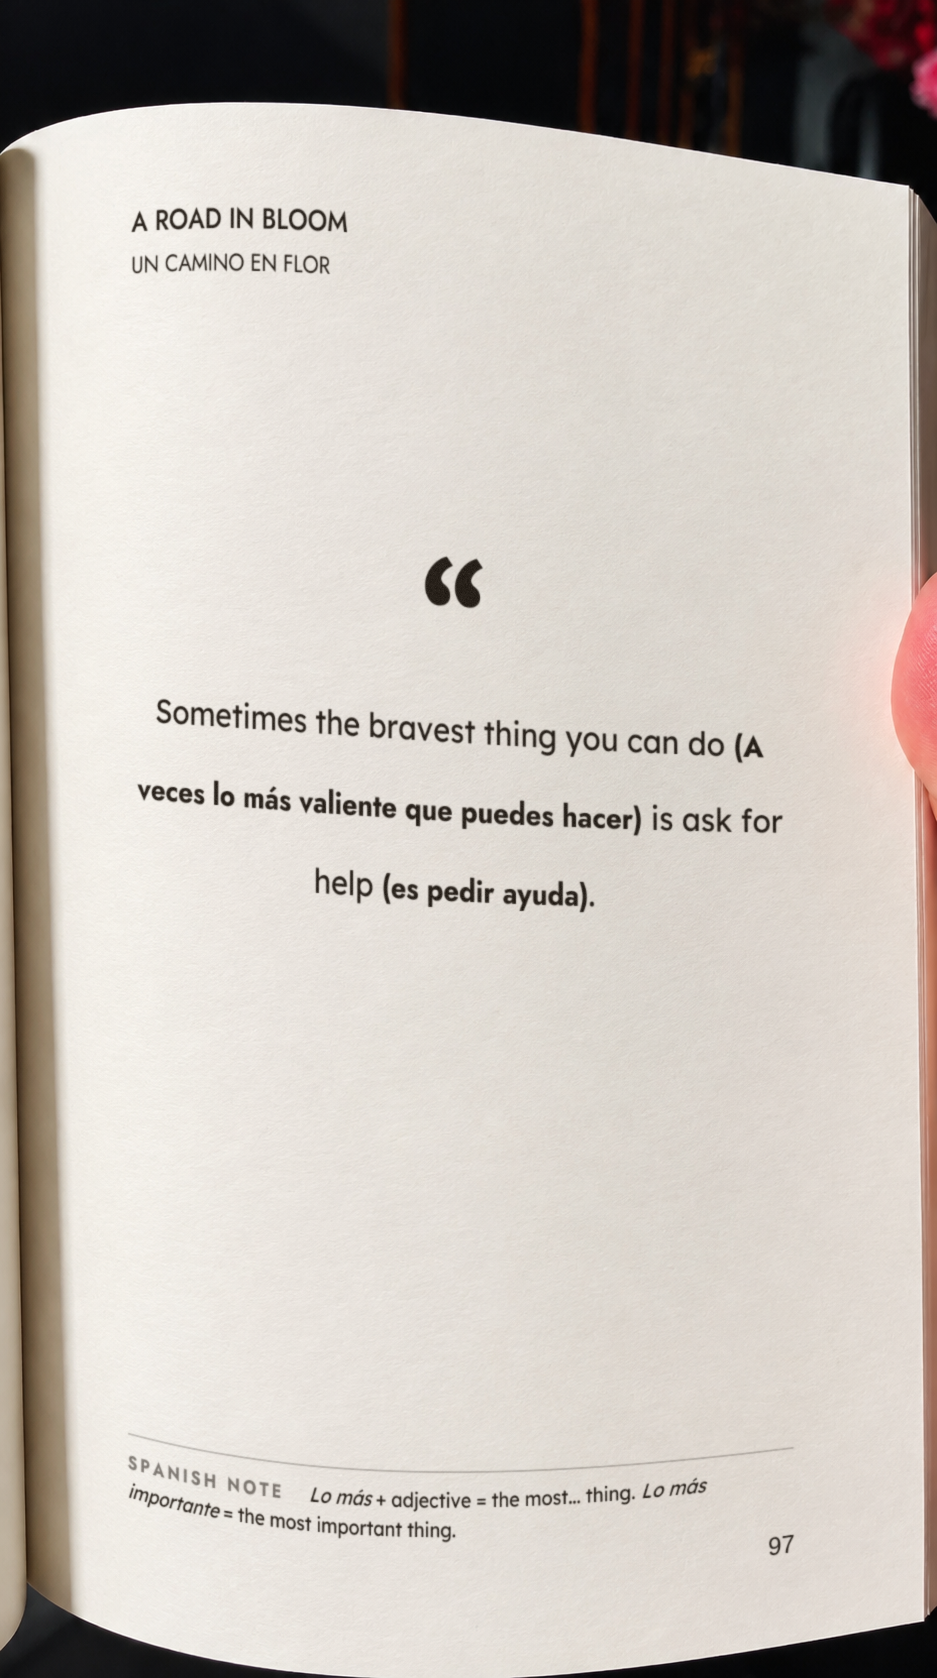 A ROAD IN BLOOM
UN CAMINO EN FLOR
“
Sometimes the bravest thing you can do (A
veces lo más valiente que puedes hacer) is ask for
help (es pedir ayuda).
SPANISH NOTE Lo más + adjective = the most... thing. Lo más
importante = the most important thing.
97